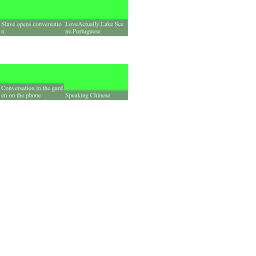 Slave opens conversatio
n
LoveActually Lake Sce
ne.Portuguese
Conversation in the gard
en on the phone
Speaking Chinese